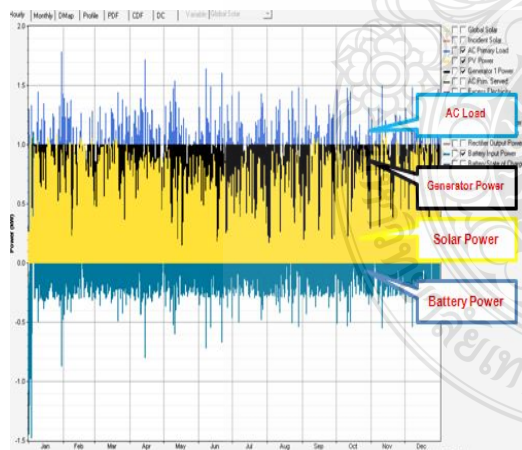 Hourly Monthly DMap Profile PDF CDF DC Variable: Global Solar
2.0
1.5
1.0
0.5
0.0
-0.5
-1.0
-1.5
Power (kW)
Jan Feb Mar Apr May Jun Jul Aug Sep Oct Nov Dec
Global Solar
Incident Solar
AC Primary Load
PV Power
Generator 1 Power
AC Prim. Served
Excess Electricity
Rectifier Output Power
Battery Input Power
Battery State of Charge
AC Load
Generator Power
Solar Power
Battery Power